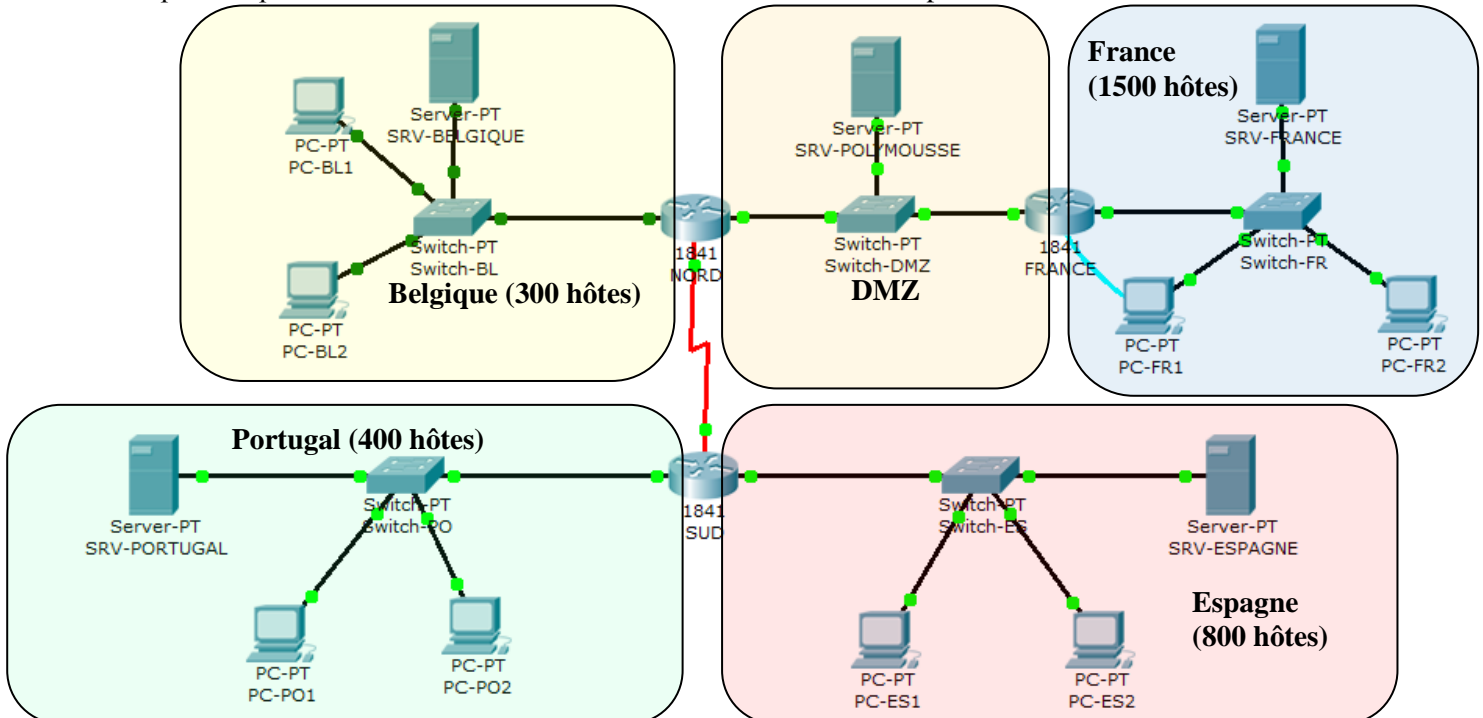 France
(1500 hôtes)
Server-PT
SRV-BELGIQUE
Server-PT
SRV-POLYMOUSSE
Server-PT
SRV-FRANCE
PC-PT
PC-BL1
Switch-PT
Switch-BL
1841
NORD
Switch-PT
Switch-DMZ
1841
FRANCE
Switch-PT
Switch-FR
Belgique (300 hôtes)
DMZ
PC-PT
PC-BL2
PC-PT
PC-FR1
PC-PT
PC-FR2
Portugal (400 hôtes)
Server-PT
SRV-PORTUGAL
Switch-PT
Switch-PO
1841
SUD
Switch-PT
Switch-ES
Server-PT
SRV-ESPAGNE
Espagne
(800 hôtes)
PC-PT
PC-PO1
PC-PT
PC-PO2
PC-PT
PC-ES1
PC-PT
PC-ES2